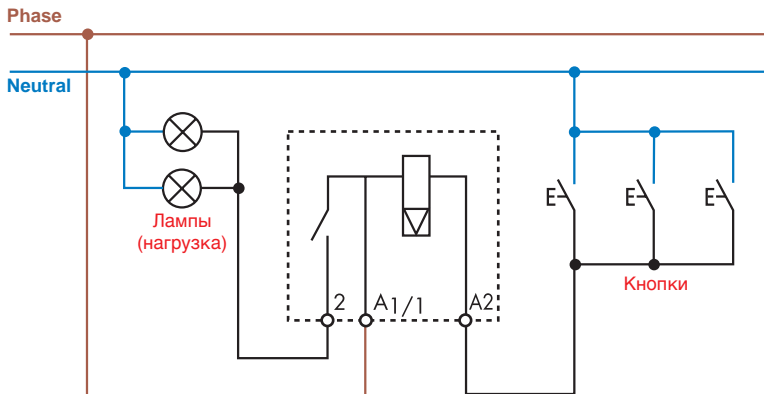 Phase
Neutral
Лампы
(нагрузка)
2
A1/1
A2
E
E
E
Кнопки